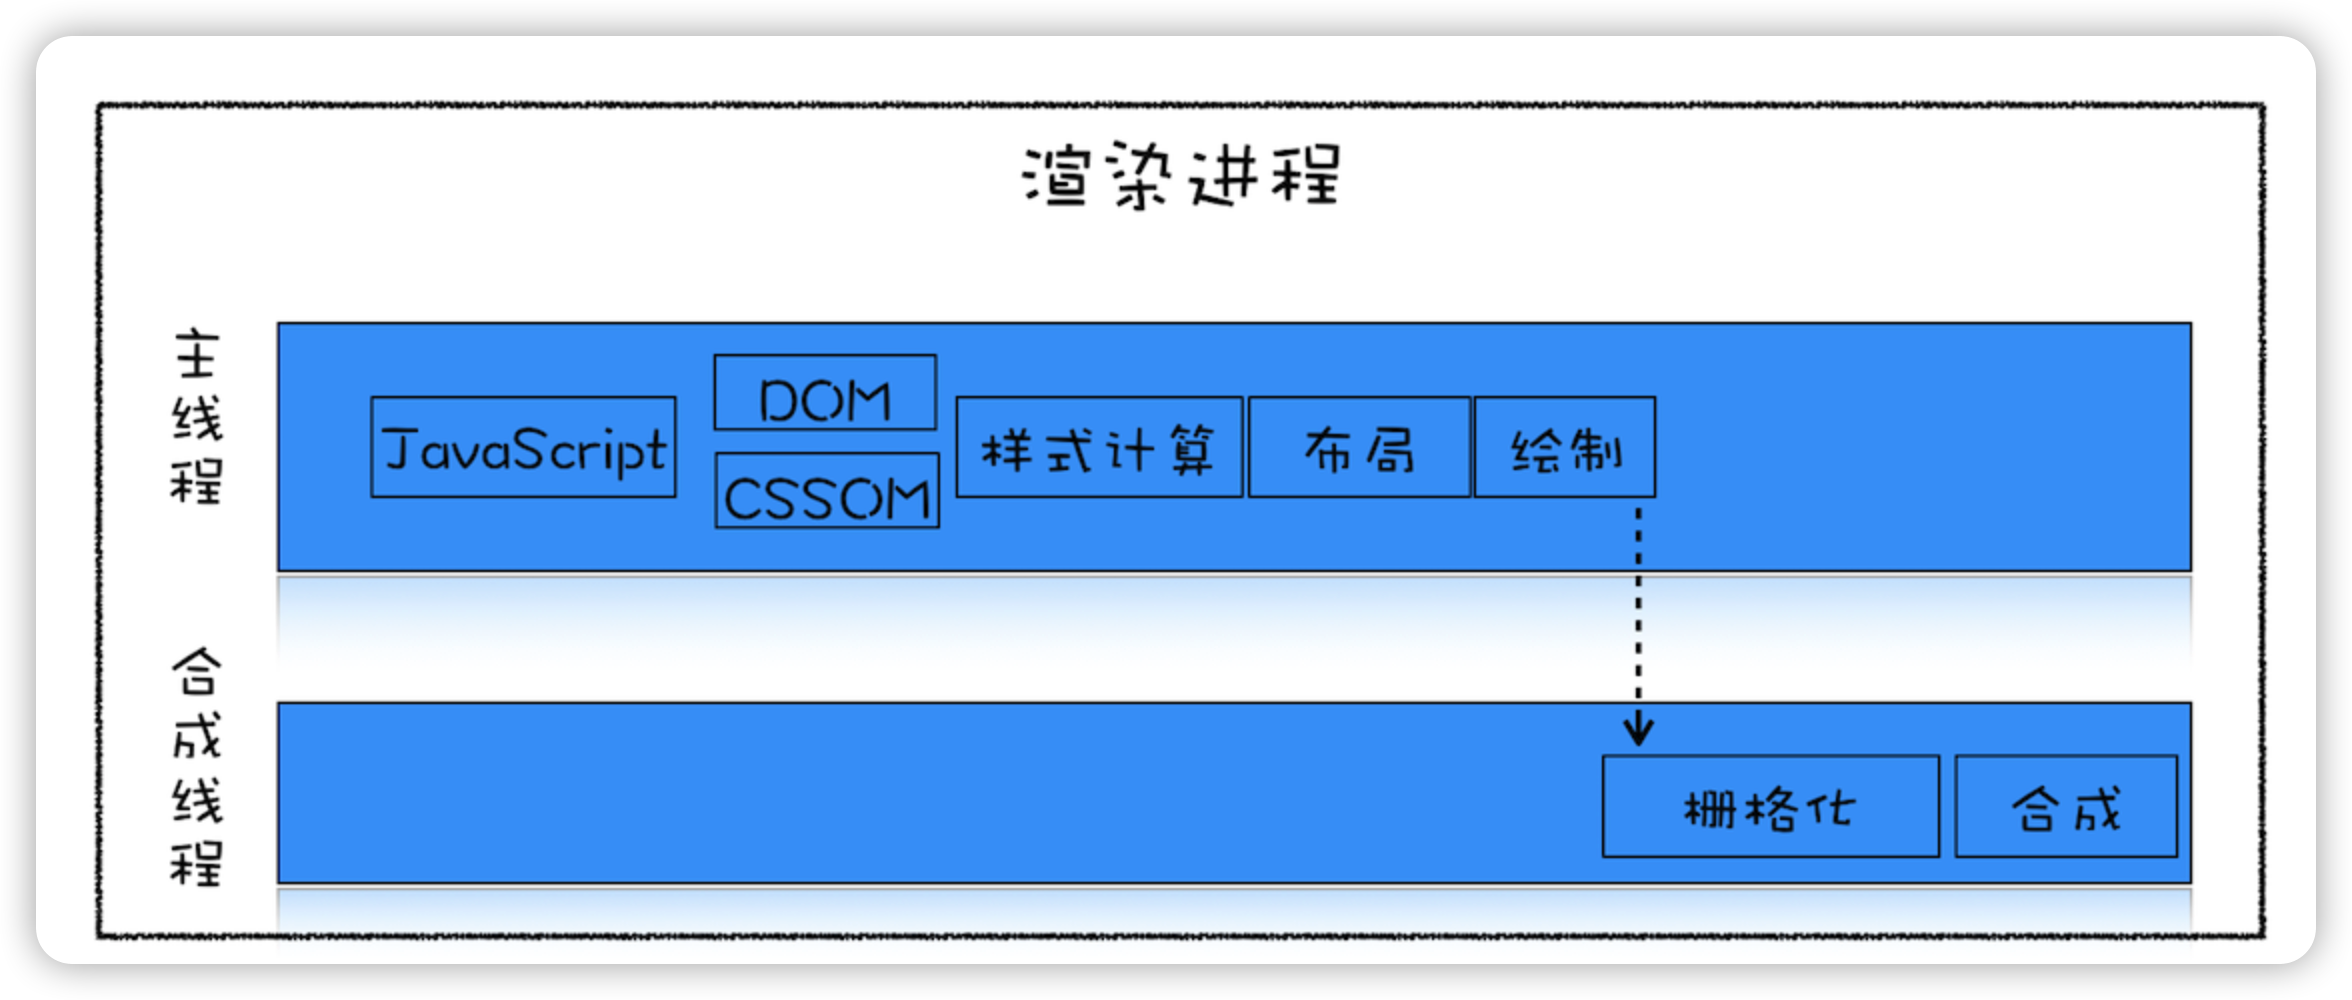 渲染进程
主线程
JavaScript
DOM
CSSOM
样式计算
布局
绘制
合成线程
栅格化
合成